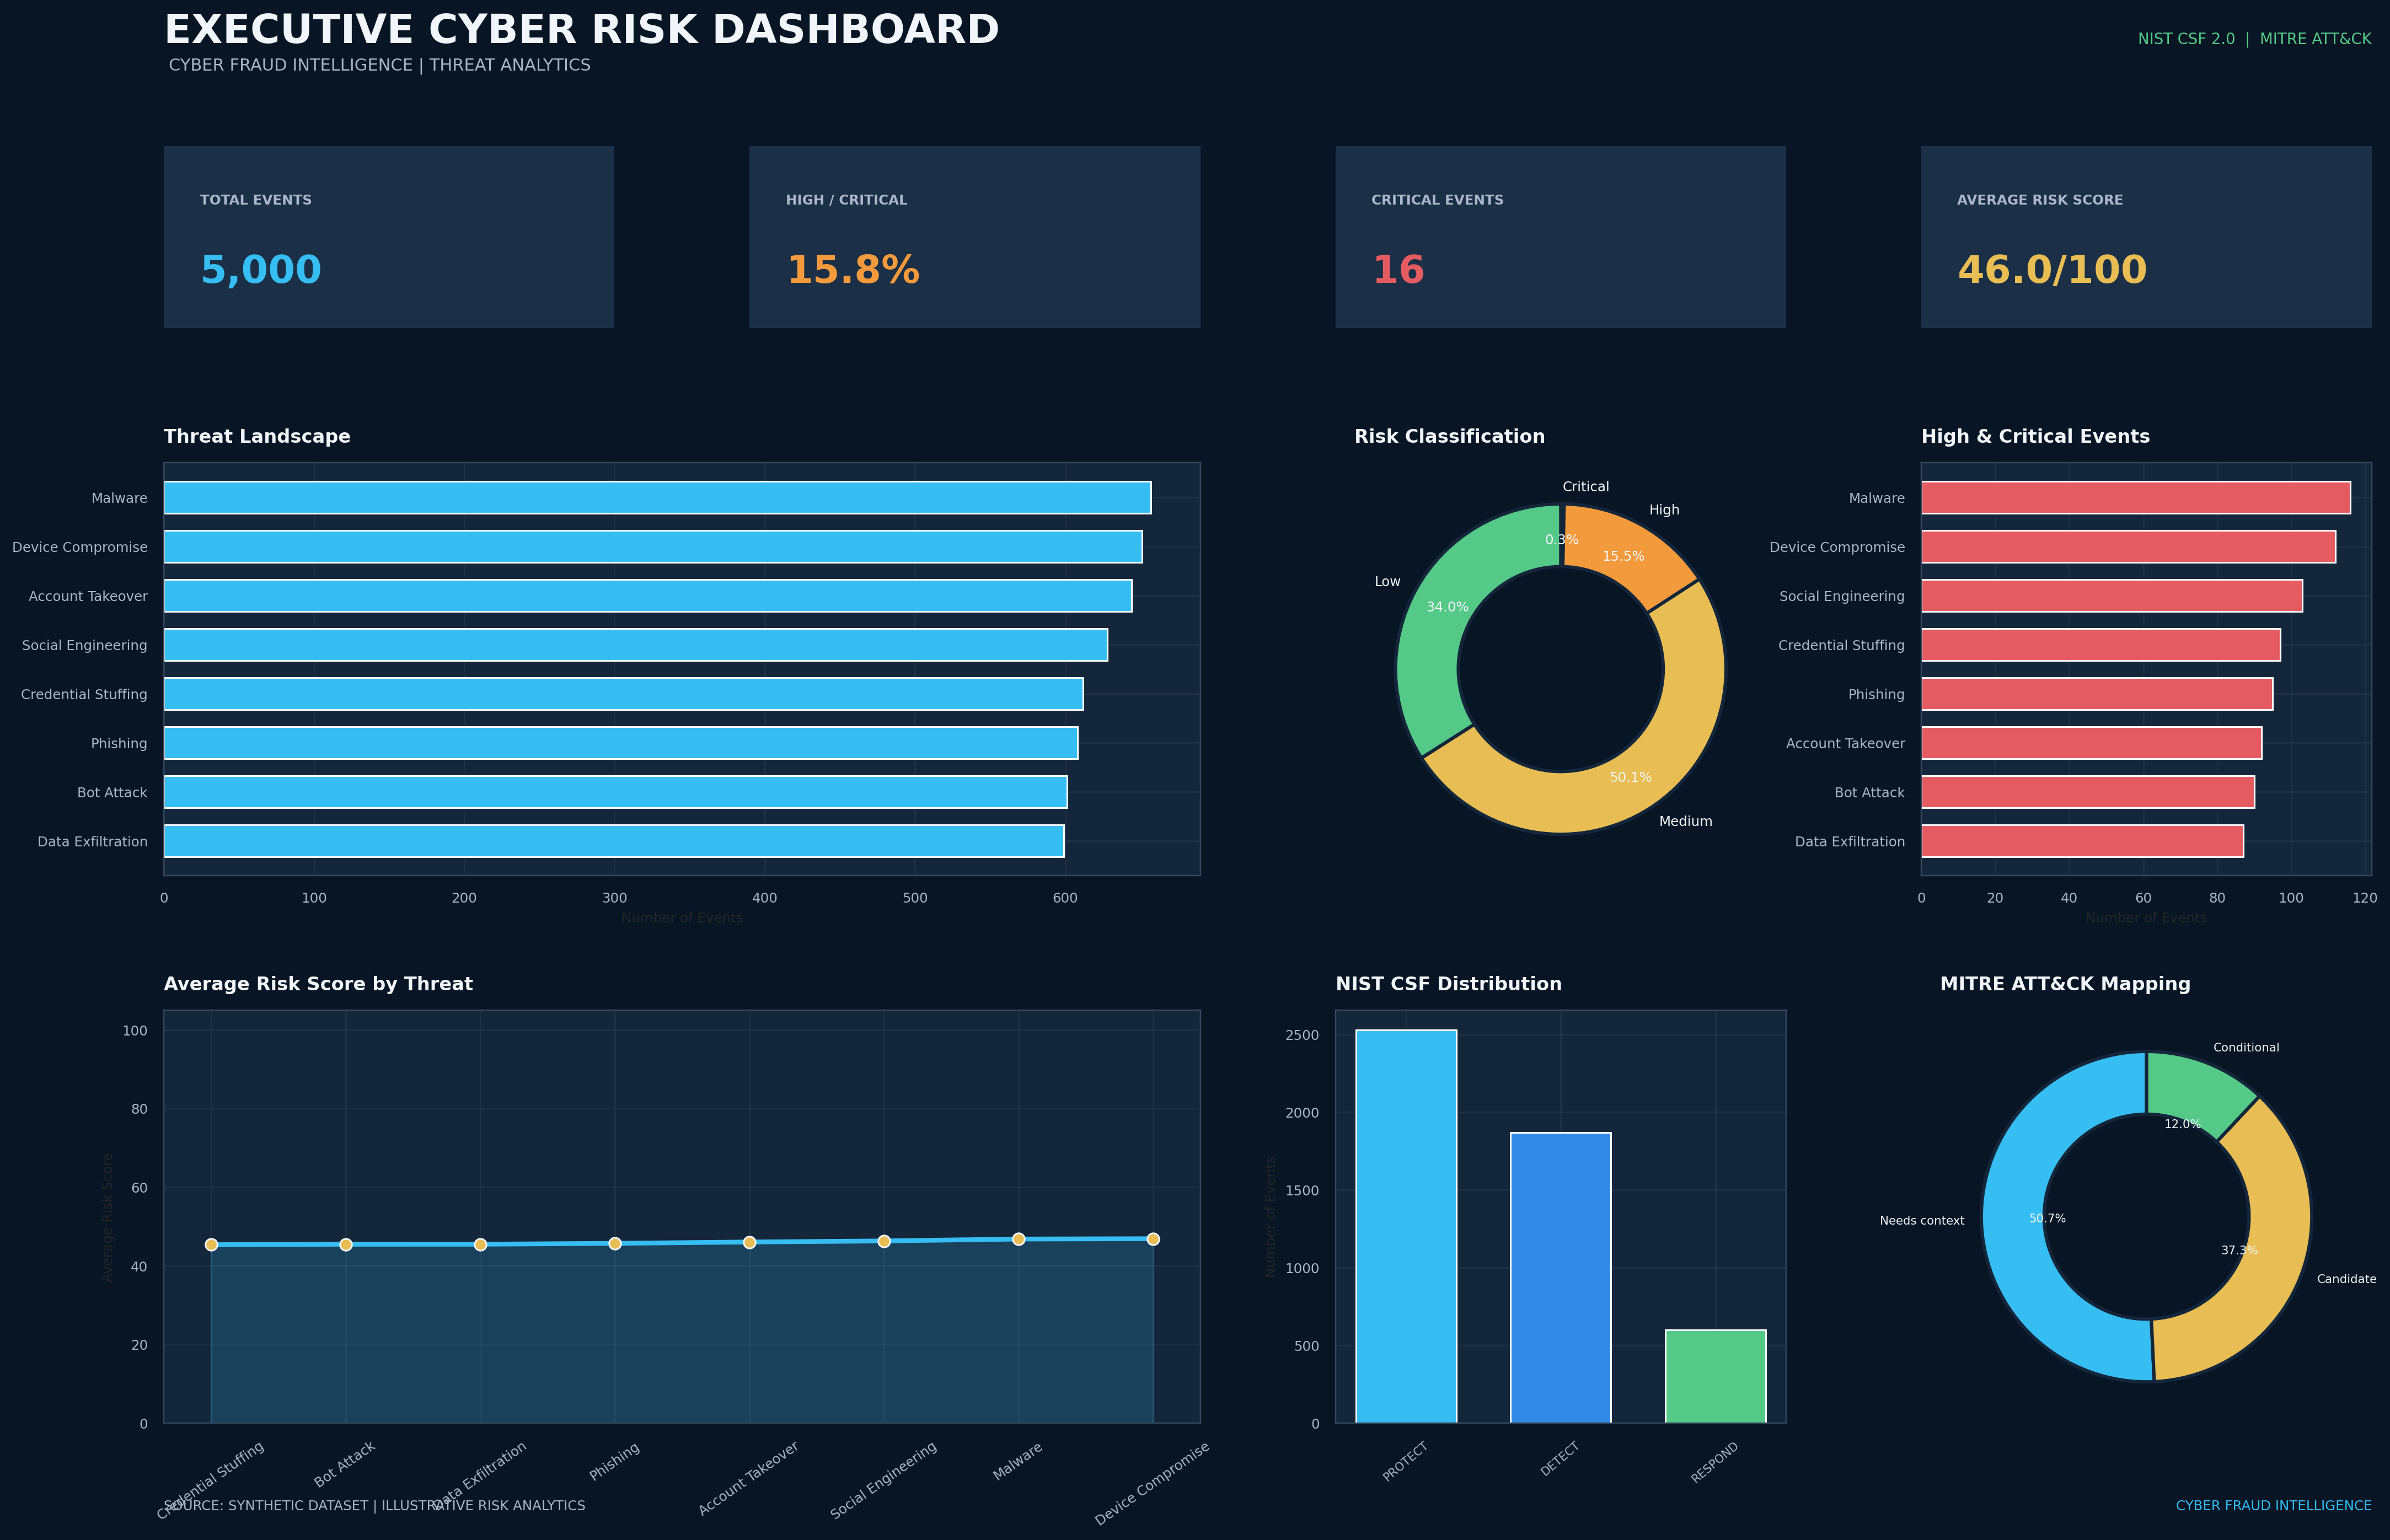 EXECUTIVE CYBER RISK DASHBOARD
CYBER FRAUD INTELLIGENCE | THREAT ANALYTICS
NIST CSF 2.0 | MITRE ATT&CK
TOTAL EVENTS
5,000
HIGH / CRITICAL
15.8%
CRITICAL EVENTS
16
AVERAGE RISK SCORE
46.0/100
Threat Landscape
Malware
Device Compromise
Account Takeover
Social Engineering
Credential Stuffing
Phishing
Bot Attack
Data Exfiltration
0 100 200 300 400 500 600
Number of Events
Risk Classification
Critical
High
0.3%
15.5%
Low
34.0%
50.1%
Medium
High & Critical Events
Malware
Device Compromise
Social Engineering
Credential Stuffing
Phishing
Account Takeover
Bot Attack
Data Exfiltration
0 20 40 60 80 100 120
Number of Events
Average Risk Score by Threat
100
80
60
40
20
0
Average Risk Score
Credential Stuffing
Bot Attack
Data Exfiltration
Phishing
Account Takeover
Social Engineering
Malware
Device Compromise
NIST CSF Distribution
2500
2000
1500
1000
500
0
Number of Events
PROTECT
DETECT
RESPOND
MITRE ATT&CK Mapping
Conditional
12.0%
Needs context
50.7%
37.3%
Candidate
SOURCE: SYNTHETIC DATASET | ILLUSTRATIVE RISK ANALYTICS
CYBER FRAUD INTELLIGENCE